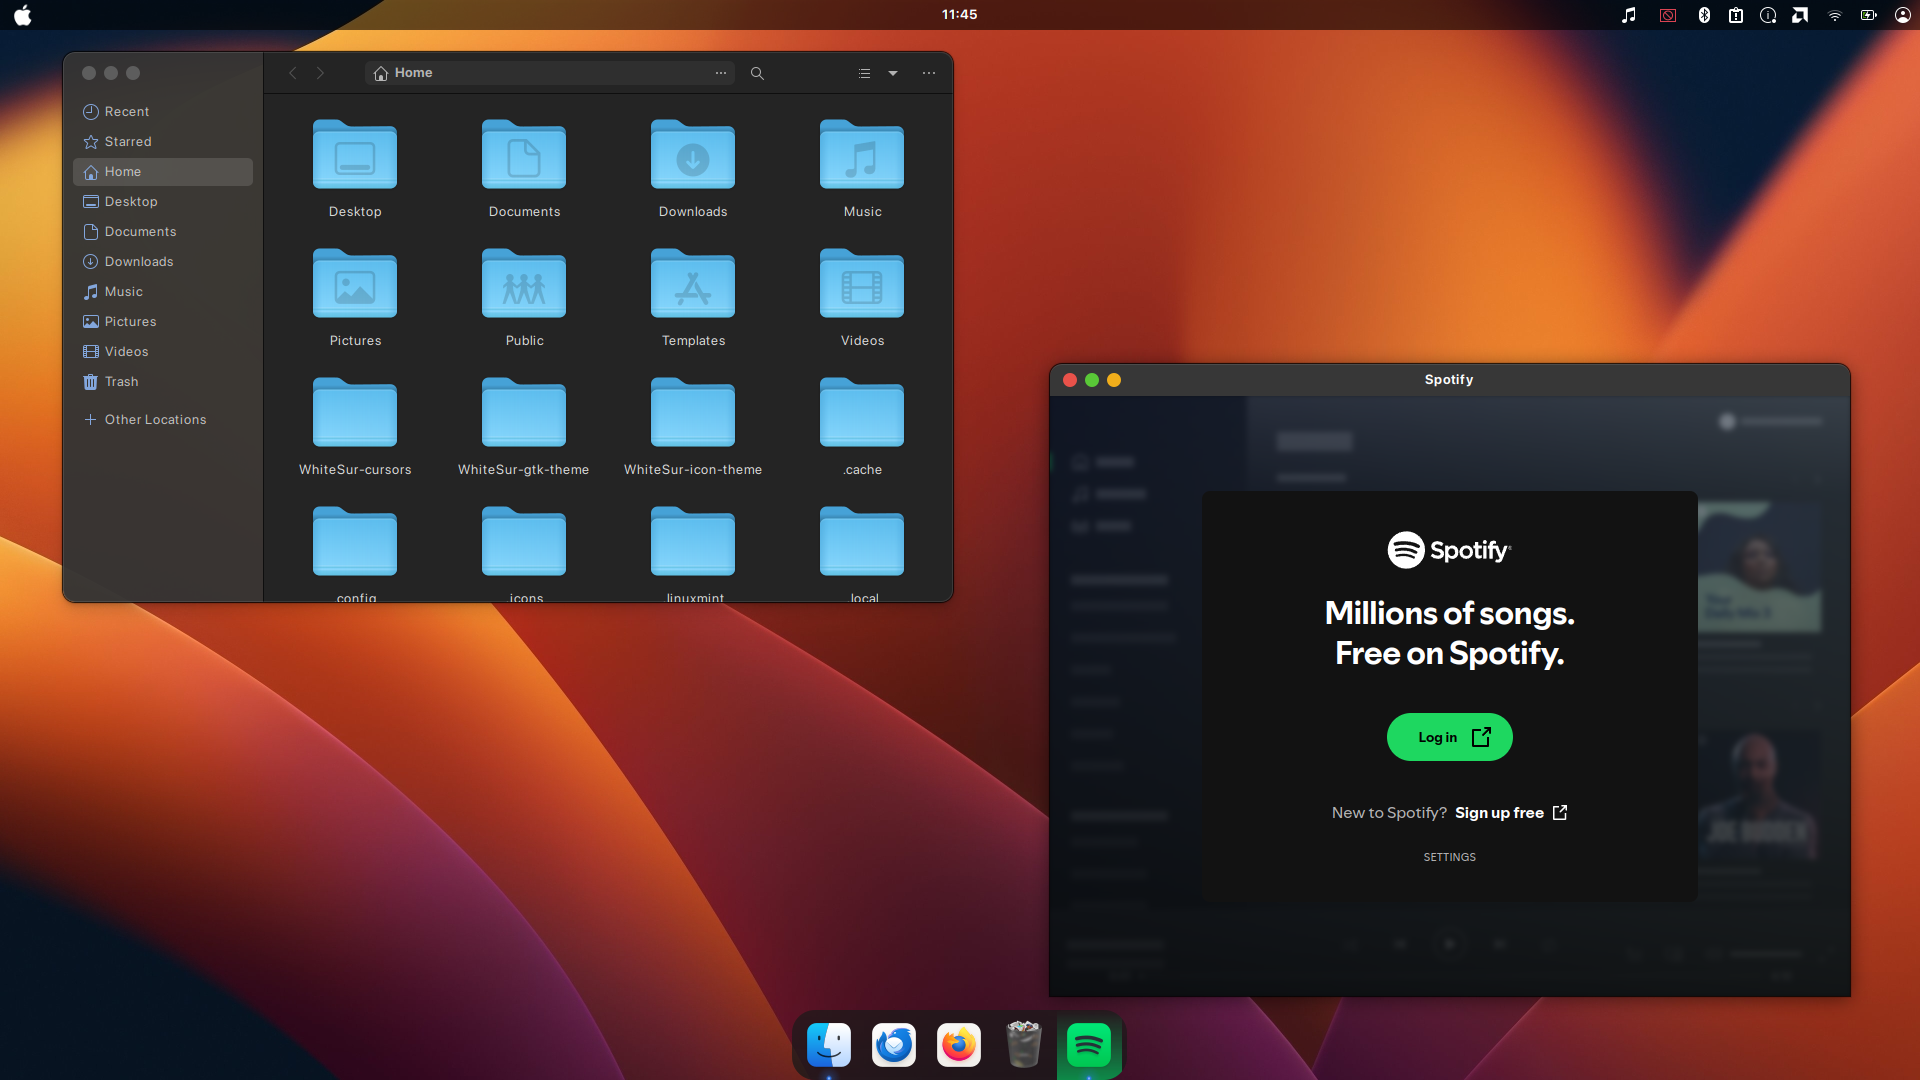 11:45
Home
Recent
Starred
Home
Desktop
Documents
Downloads
Music
Pictures
Videos
Trash
Other Locations
Desktop
Documents
Downloads
Music
Pictures
Public
Templates
Videos
WhiteSur-cursors
WhiteSur-gtk-theme
WhiteSur-icon-theme
.cache
.config
.icons
.linuxmint
.local
Spotify
Spotify
Millions of songs.
Free on Spotify.
Log in
New to Spotify? Sign up free
SETTINGS